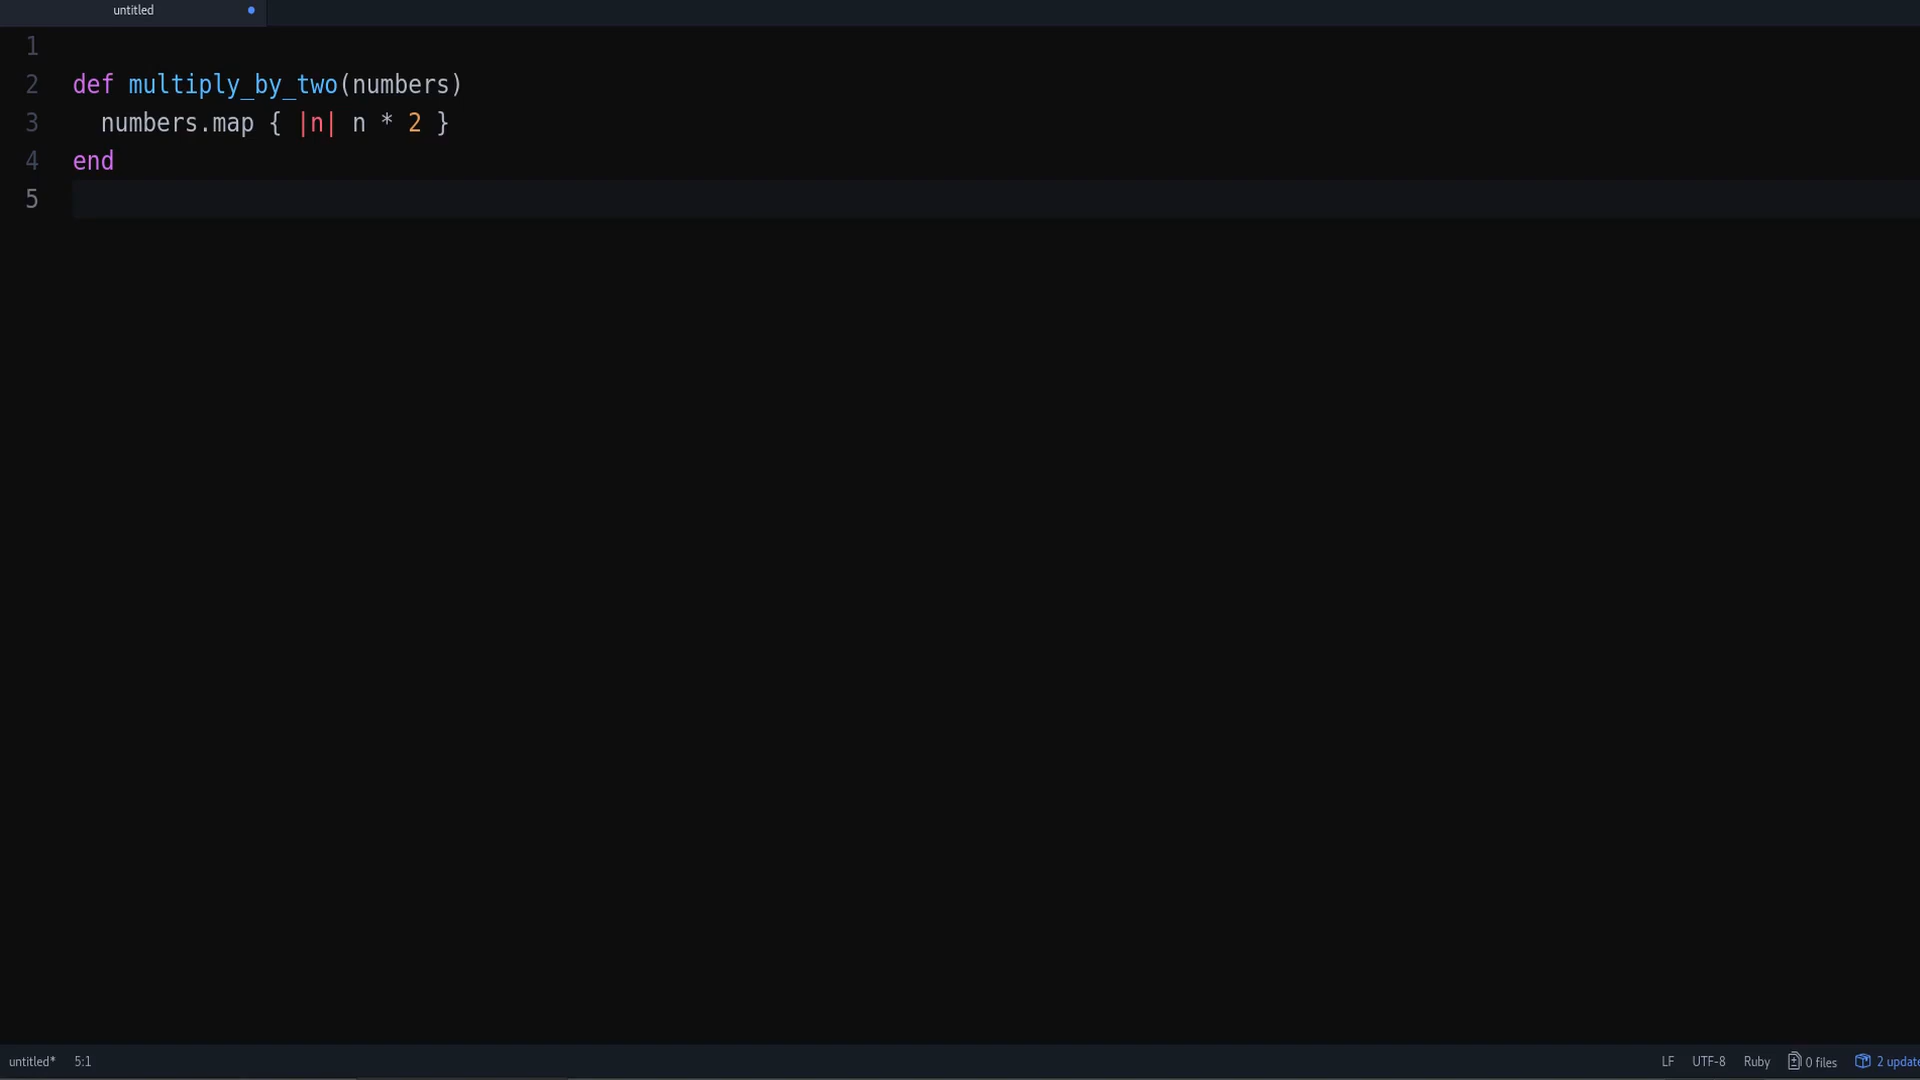 untitled
1
2 def multiply_by_two(numbers)
3   numbers.map { |n| n * 2 }
4 end
5
untitled* 5:1 LF UTF-8 Ruby 0 files 2 update